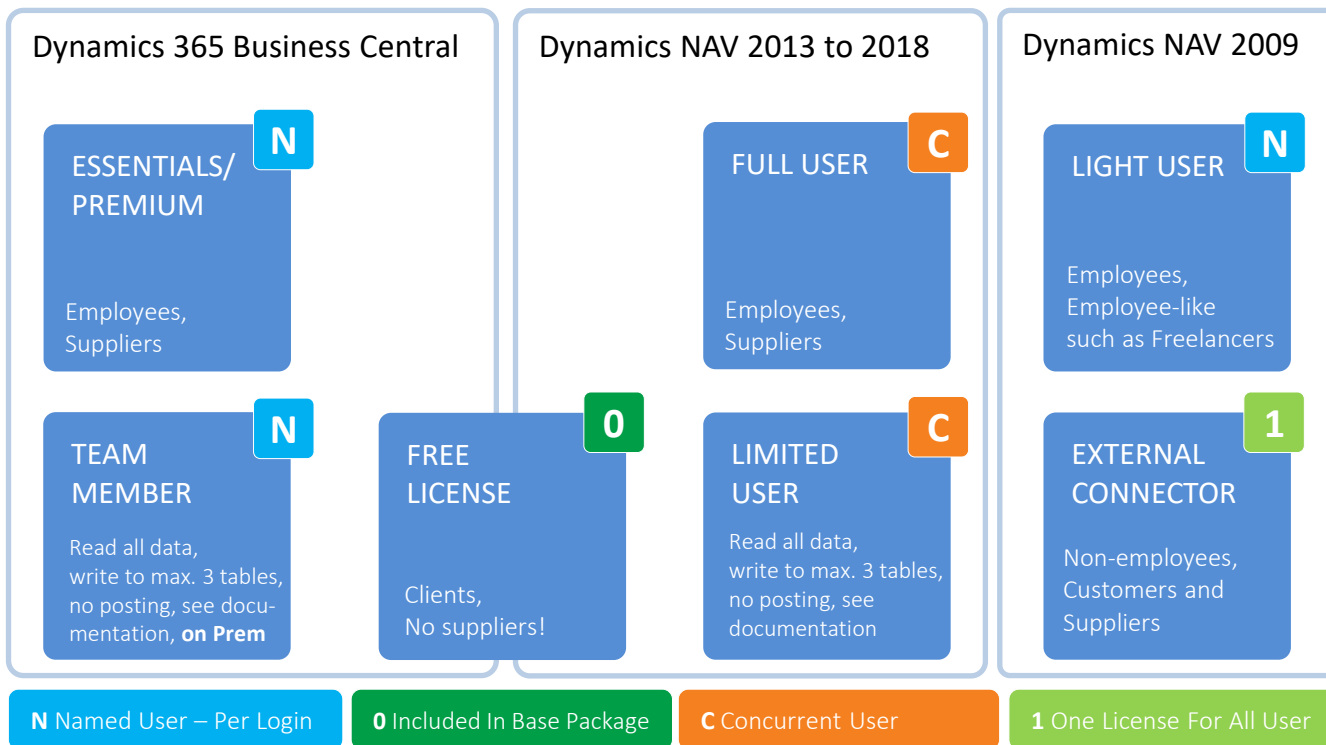 Dynamics 365 Business Central
N
ESSENTIALS/
PREMIUM
Employees,
Suppliers
N
TEAM
MEMBER
Read all data,
write to max. 3 tables,
no posting, see docu-
mentation, on Prem
0
FREE
LICENSE
Clients,
No suppliers!
Dynamics NAV 2013 to 2018
C
FULL USER
Employees,
Suppliers
C
LIMITED
USER
Read all data,
write to max. 3 tables,
no posting, see
documentation
Dynamics NAV 2009
N
LIGHT USER
Employees,
Employee-like
such as Freelancers
1
EXTERNAL
CONNECTOR
Non-employees,
Customers and
Suppliers
N Named User – Per Login
0 Included In Base Package
C Concurrent User
1 One License For All User